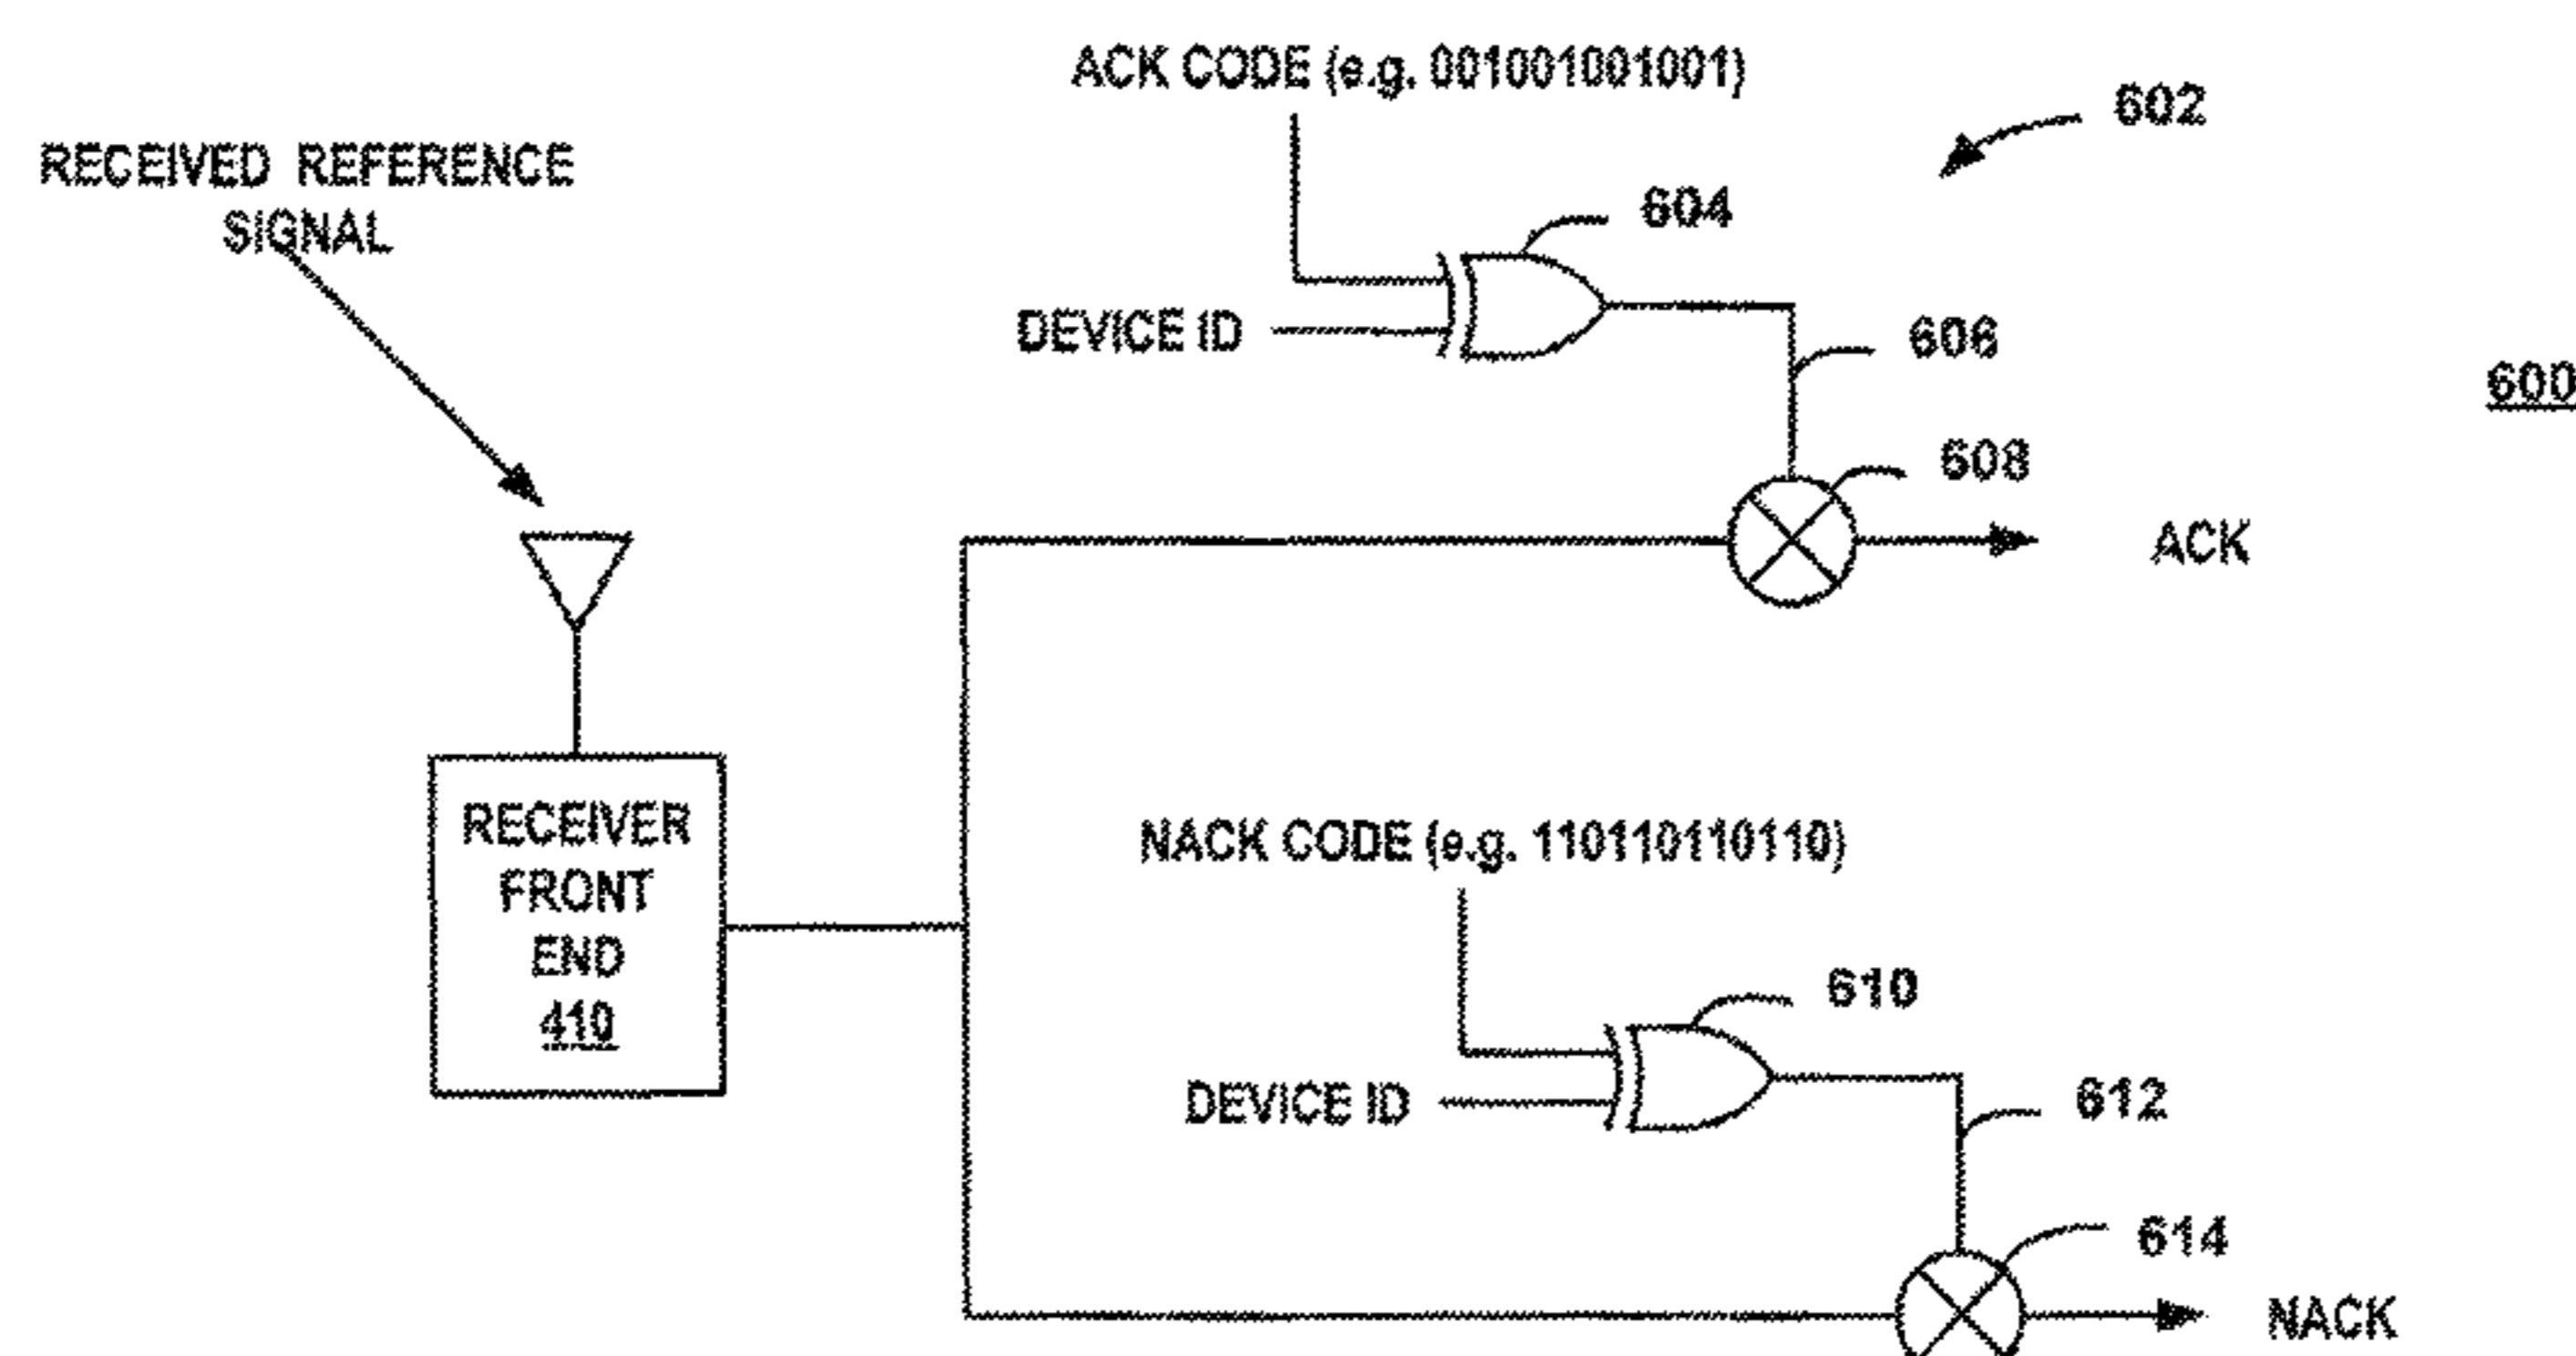 ACK CODE (e.g. 001001001001)
602
RECEIVED REFERENCE
SIGNAL
604
DEVICE ID
606
600
608
ACK
RECEIVER
FRONT
END
410
NACK CODE (e.g. 110110110110)
610
DEVICE ID
612
614
NACK